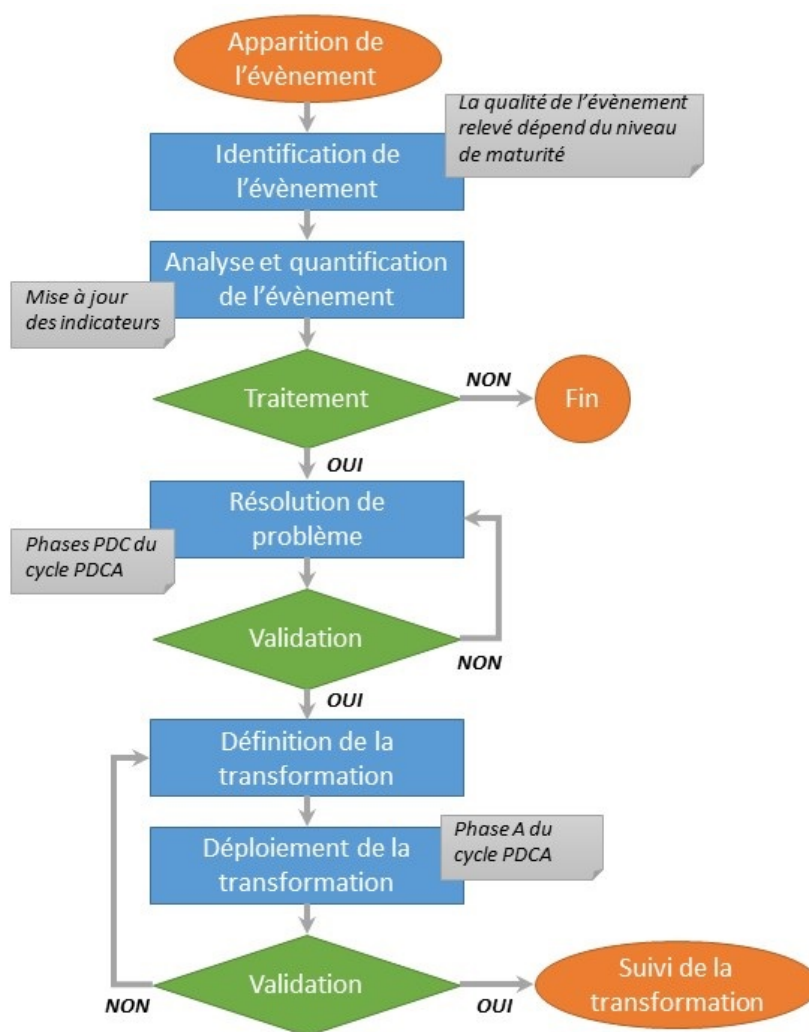 Apparition de
l'évènement
La qualité de l'évènement
relevé dépend du niveau
de maturité
Identification de
l'évènement
Analyse et quantification
de l'évènement
Mise à jour
des indicateurs
Traitement
NON
Fin
OUI
Résolution de
problème
Phases PDC du
cycle PDCA
Validation
NON
OUI
Définition de la
transformation
Déploiement de la
transformation
Phase A du
cycle PDCA
Validation
NON
OUI
Suivi de la
transformation